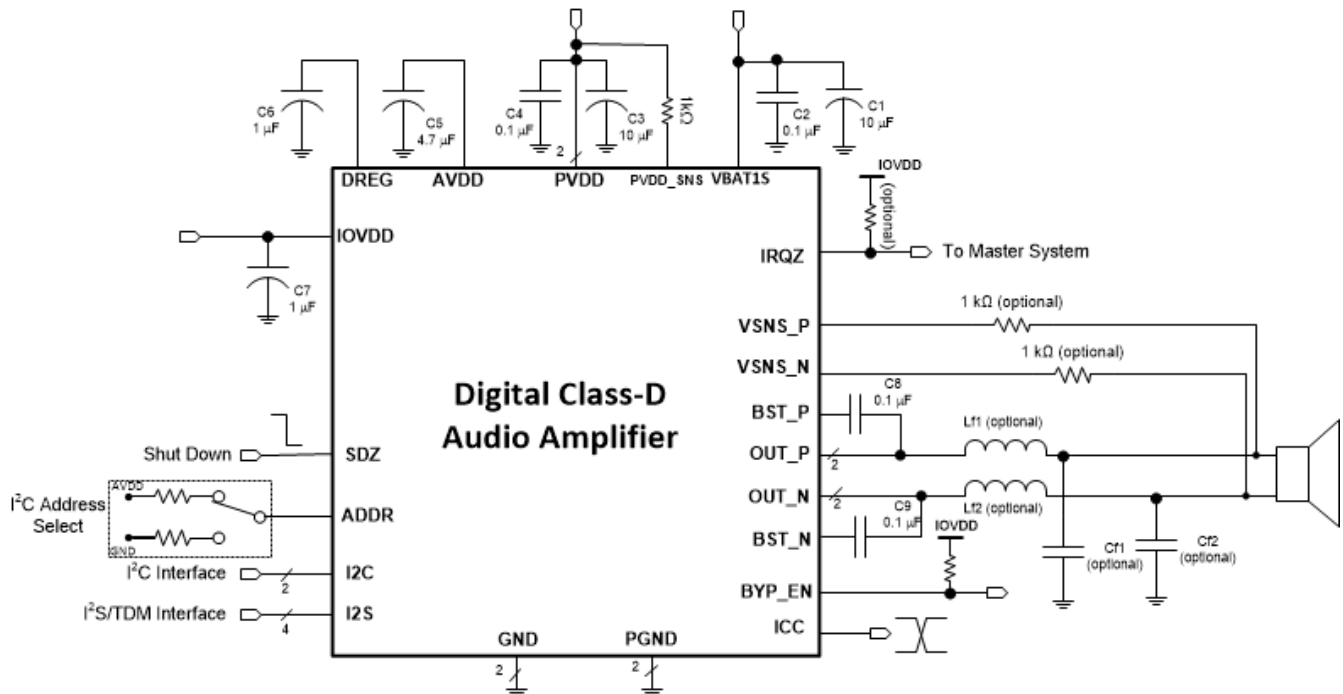 C6
1 µF
C5
4.7 µF
C4
0.1 µF
C3
10 µF
1kΩ
C2
0.1 µF
C1
10 µF
2
DREG
AVDD
PVDD
PVDD_SNS
VBAT1S
IOVDD
(optional)
IOVDD
IRQZ
To Master System
C7
1 µF
1 kΩ (optional)
VSNS_P
1 kΩ (optional)
VSNS_N
Digital Class-D
Audio Amplifier
C8
0.1 µF
BST_P
Lf1 (optional)
Shut Down
SDZ
OUT_P
2
I²C Address
Select
AVDD
GND
ADDR
OUT_N
2
Lf2 (optional)
C9
0.1 µF
IOVDD
BST_N
Cf1
(optional)
Cf2
(optional)
I²C Interface
2
I2C
BYP_EN
I²S/TDM Interface
4
I2S
ICC
GND
PGND
2
2